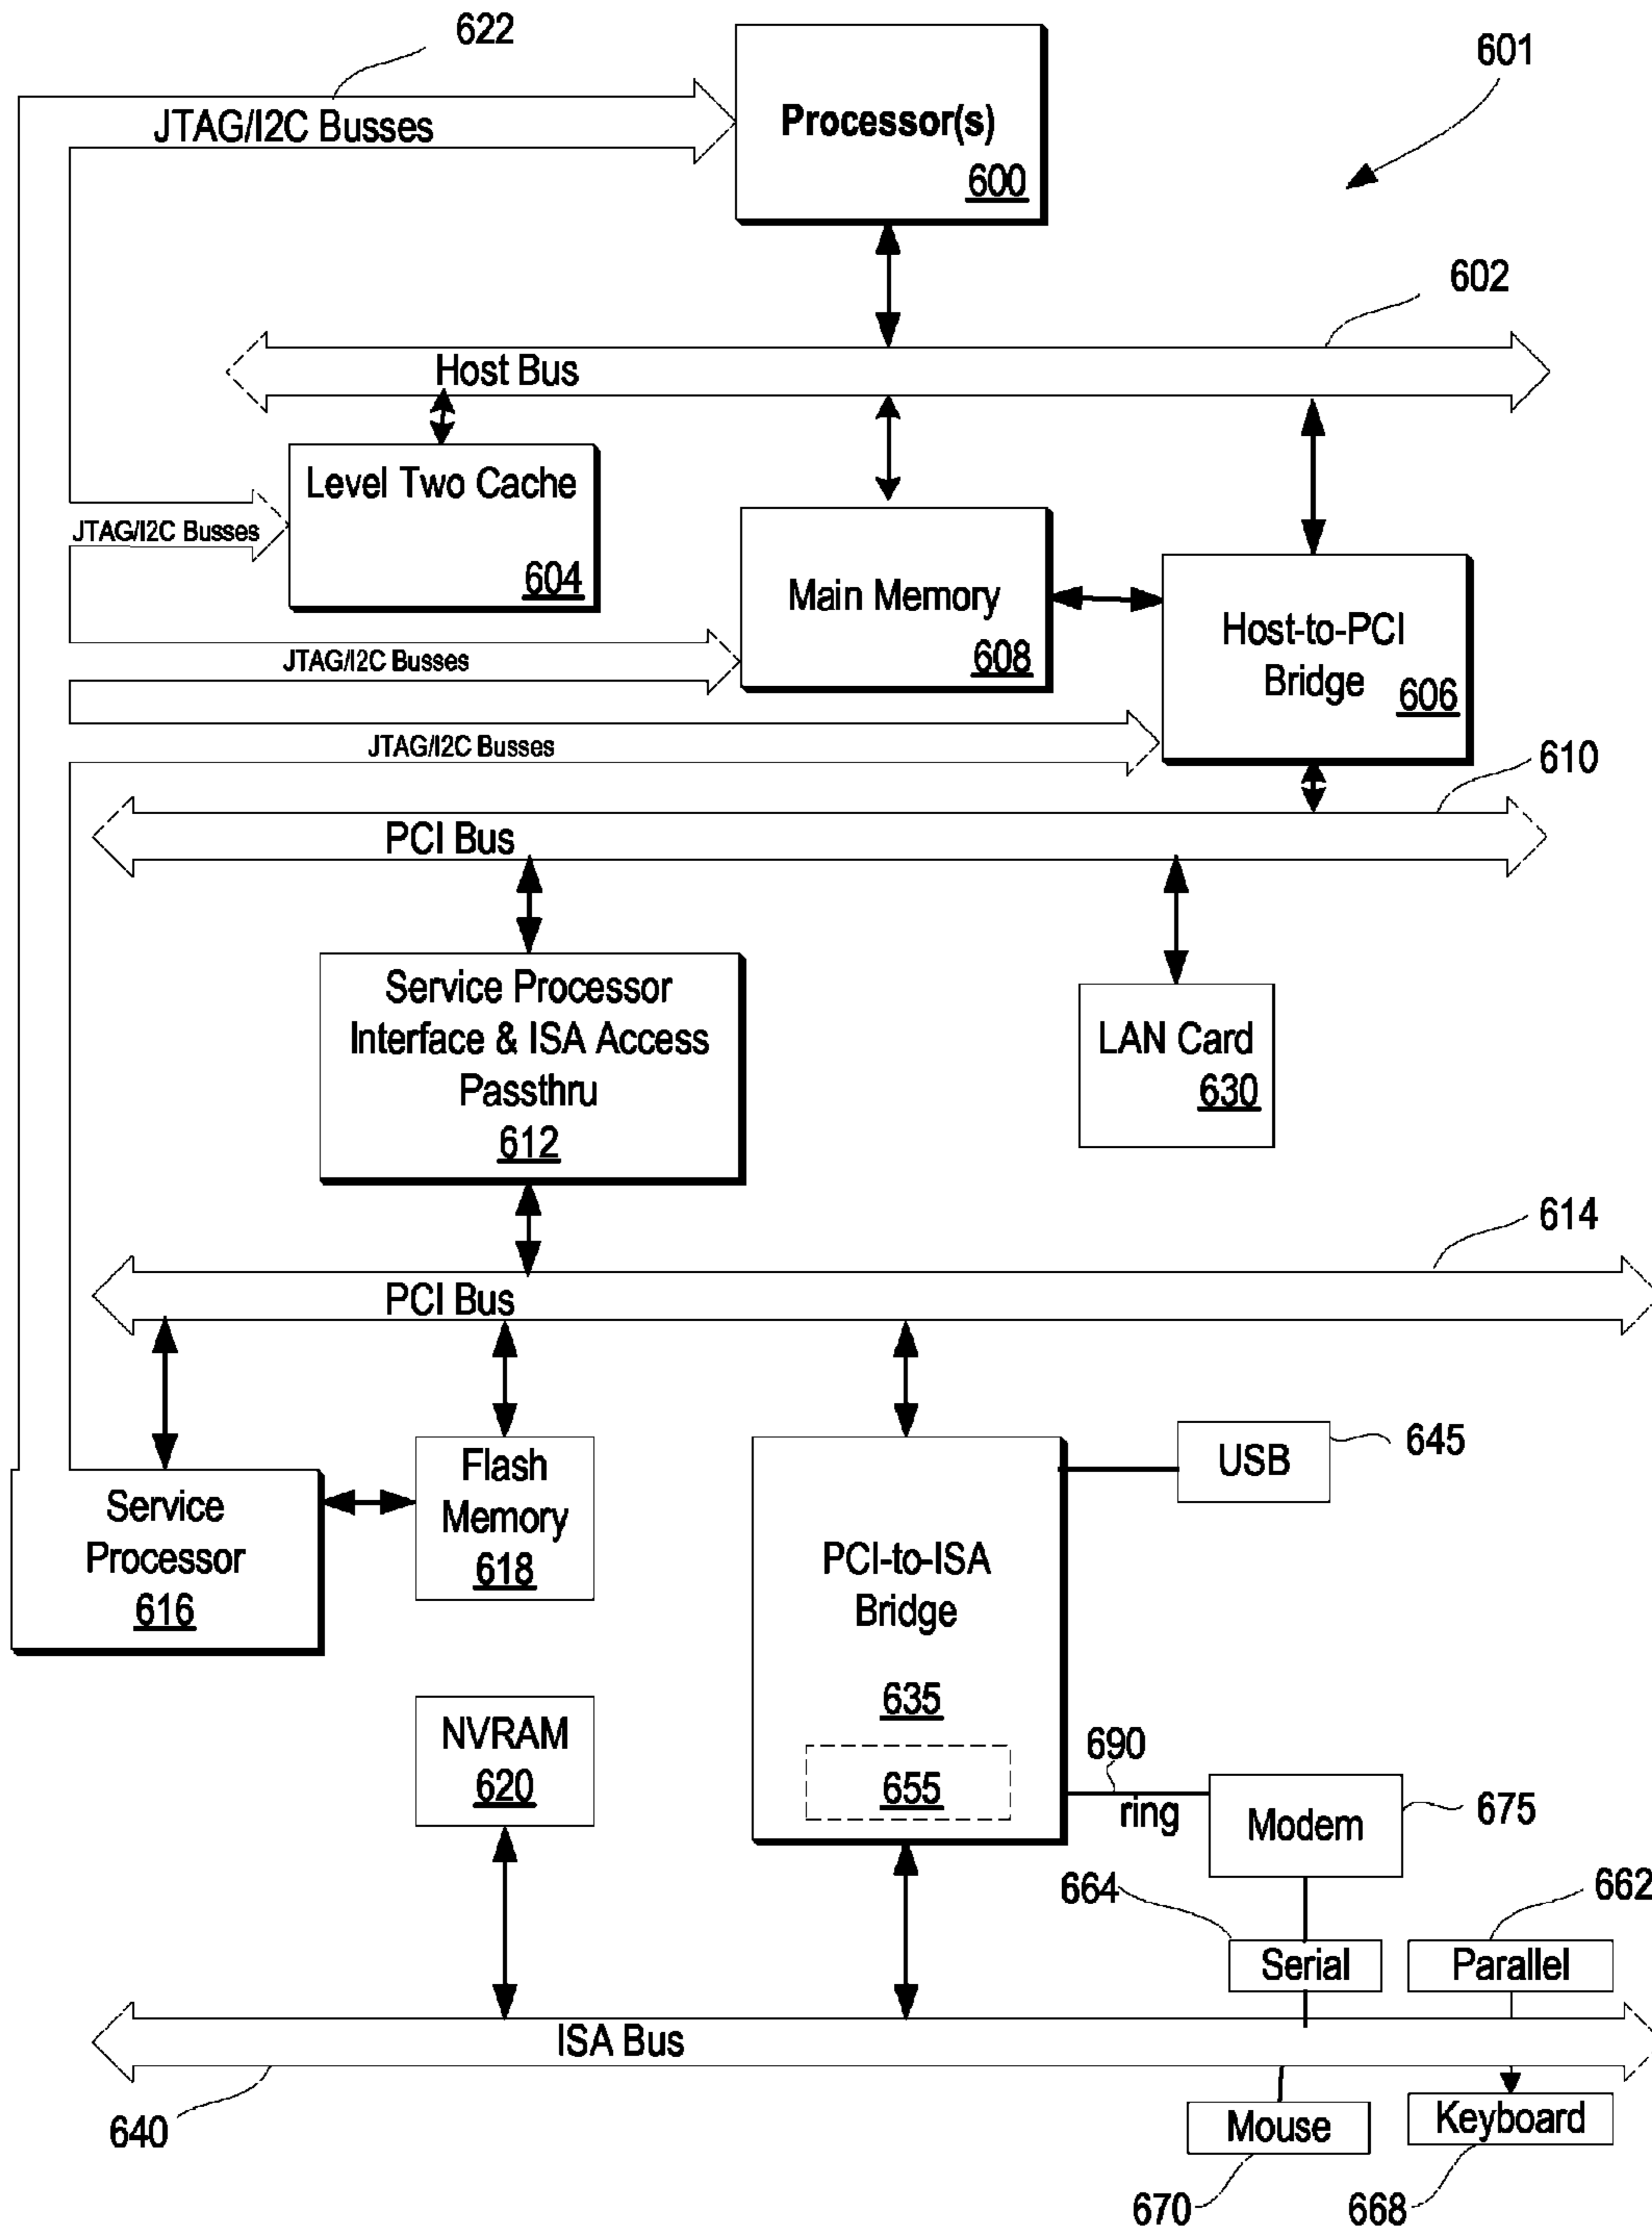 622
JTAG/I2C Busses
Processor(s)
600
601
602
Host Bus
Level Two Cache
604
JTAG/I2C Busses
Main Memory
608
Host-to-PCI
Bridge
606
JTAG/I2C Busses
JTAG/I2C Busses
610
PCI Bus
Service Processor
Interface & ISA Access
Passthru
612
LAN Card
630
614
PCI Bus
Service
Processor
616
Flash
Memory
618
PCI-to-ISA
Bridge
635
655
USB
645
NVRAM
620
690
ring
Modem
675
664
Serial
662
Parallel
ISA Bus
640
Mouse
670
Keyboard
668